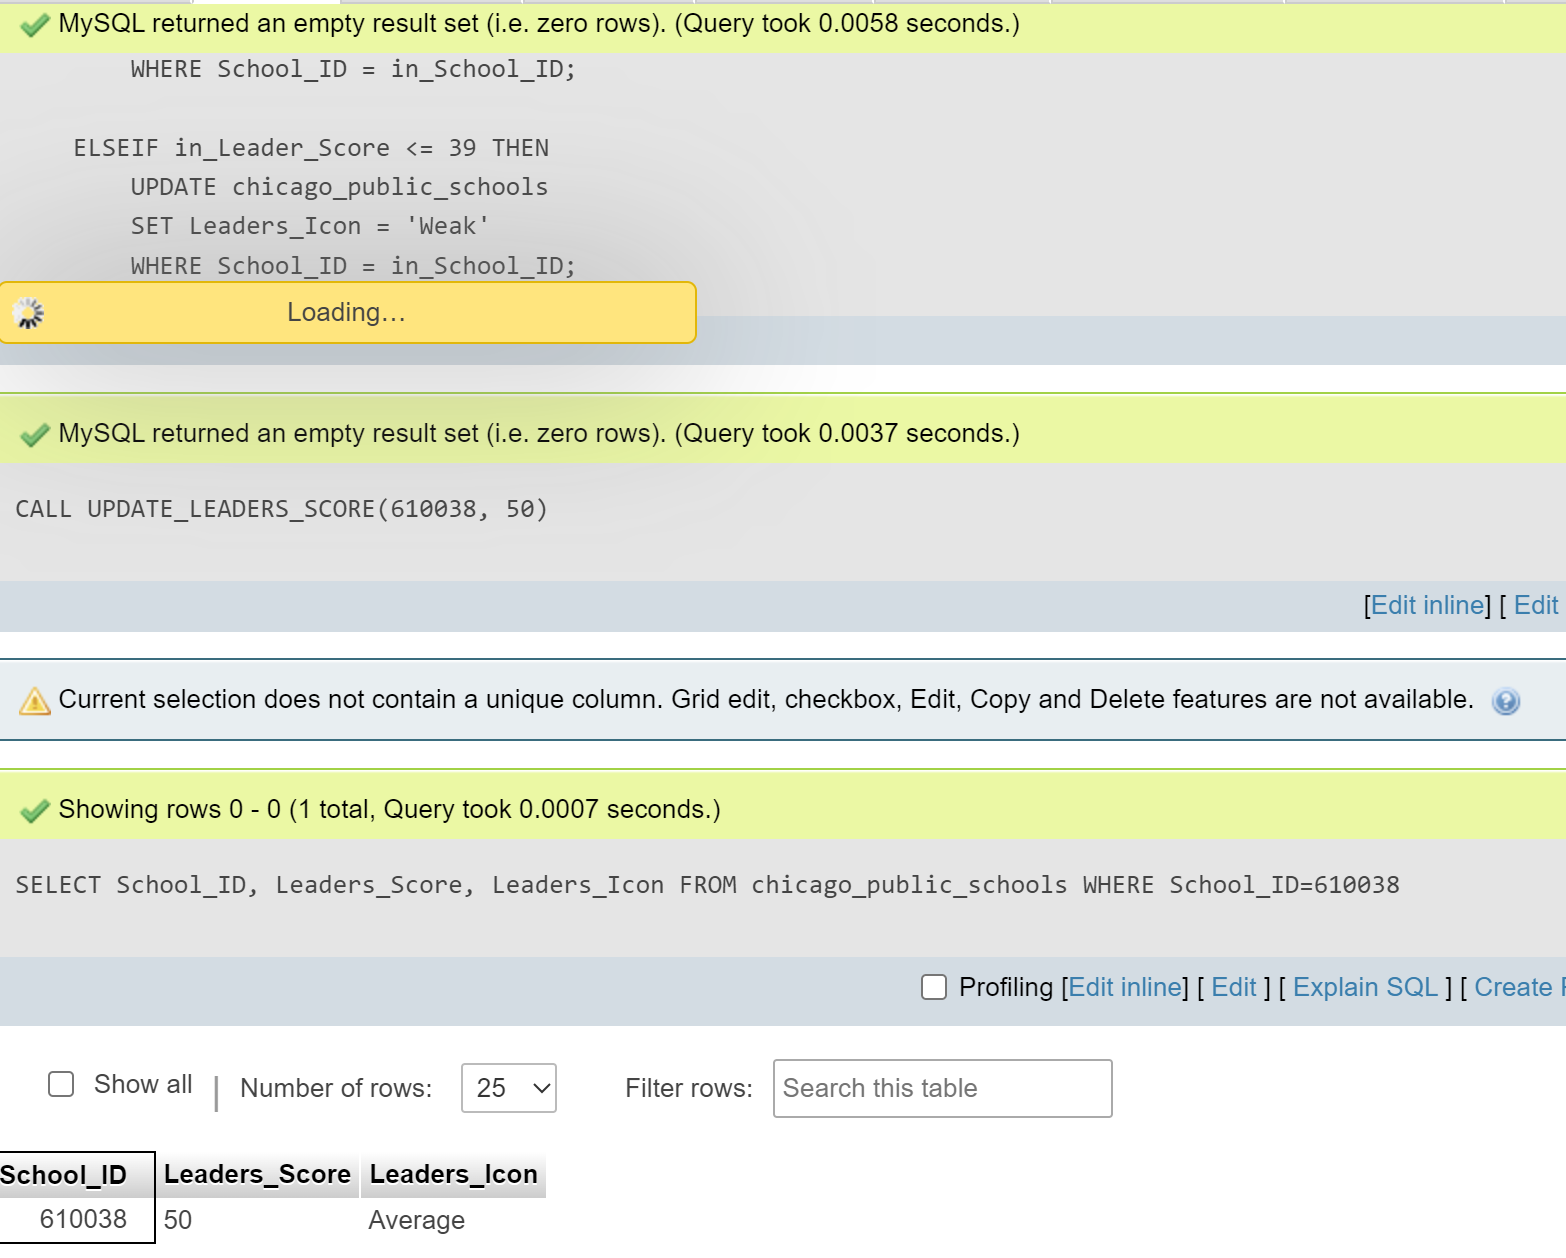 MySQL returned an empty result set (i.e. zero rows). (Query took 0.0058 seconds.)
WHERE School_ID = in_School_ID;
ELSEIF in_Leader_Score <= 39 THEN
UPDATE chicago_public_schools
SET Leaders_Icon = 'Weak'
WHERE School_ID = in_School_ID;
Loading…
MySQL returned an empty result set (i.e. zero rows). (Query took 0.0037 seconds.)
CALL UPDATE_LEADERS_SCORE(610038, 50)
[Edit inline] [ Edit
Current selection does not contain a unique column. Grid edit, checkbox, Edit, Copy and Delete features are not available.
Showing rows 0 - 0 (1 total, Query took 0.0007 seconds.)
SELECT School_ID, Leaders_Score, Leaders_Icon FROM chicago_public_schools WHERE School_ID=610038
Profiling [Edit inline] [ Edit ] [ Explain SQL ] [ Create
Show all | Number of rows: 25 Filter rows: Search this table
School_ID Leaders_Score Leaders_Icon
610038 50 Average